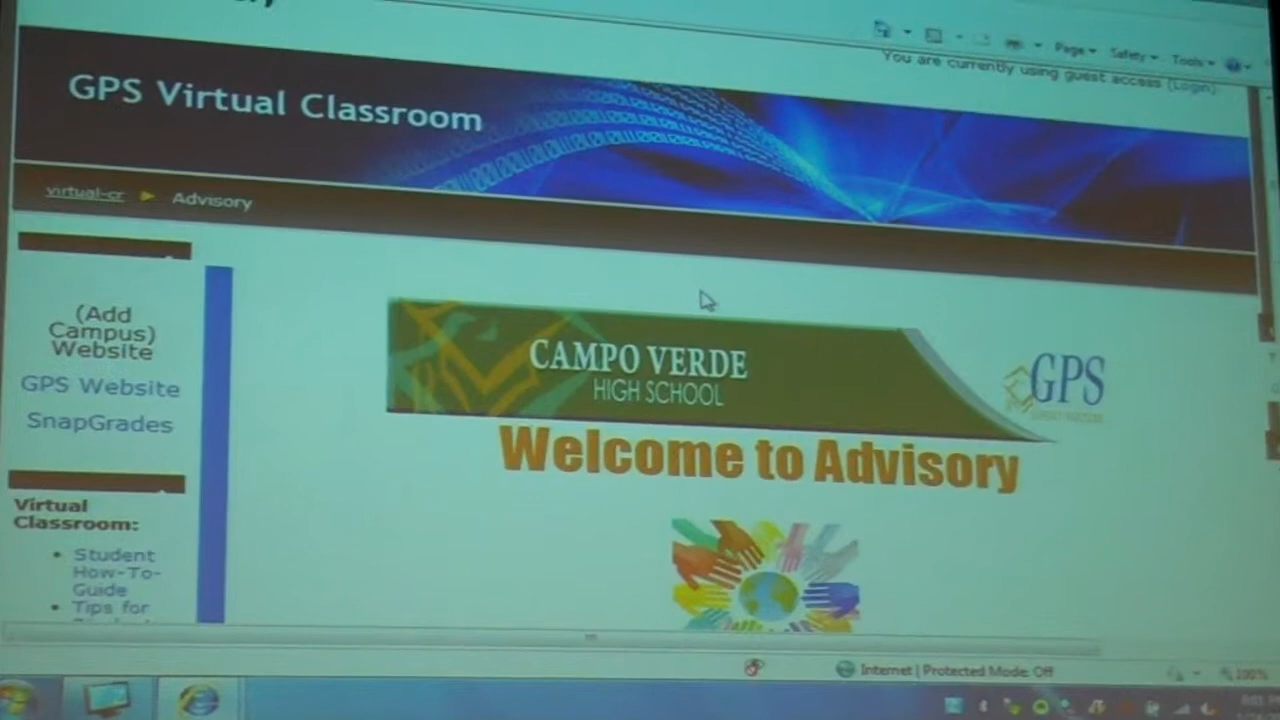 Page
Safety
Tools
You are currently using guest access (Login)
GPS Virtual Classroom
virtual-cr ► Advisory
(Add
Campus)
Website
GPS Website
SnapGrades
CAMPO VERDE
HIGH SCHOOL
GPS
Welcome to Advisory
Virtual
Classroom:
• Student
How-To-
Guide
• Tips for
Internet | Protected Mode: Off
100%